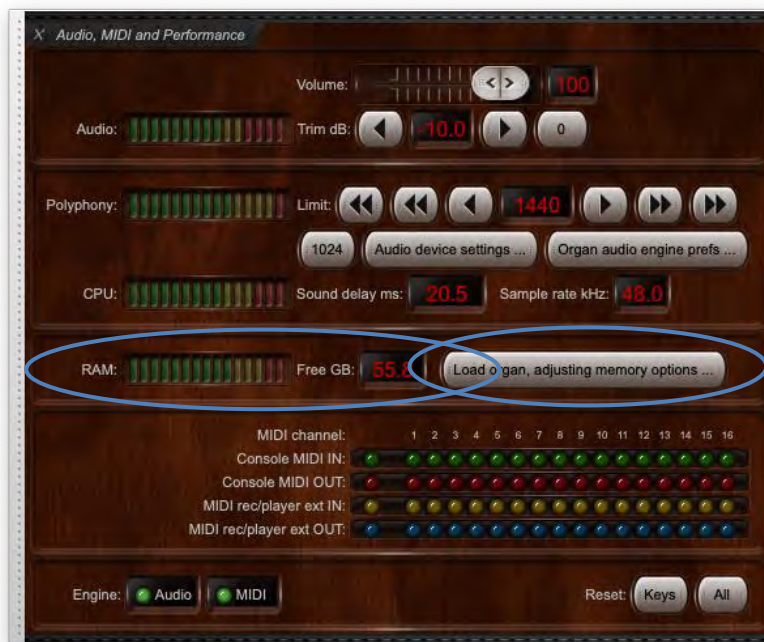 X Audio, MIDI and Performance
Volume: 100
Audio: Trim dB: -10.0 0
Polyphony: Limit: 1440
1024 Audio device settings ... Organ audio engine prefs ...
CPU: Sound delay ms: 20.5 Sample rate kHz: 48.0
RAM: Free GB: 55.8 Load organ, adjusting memory options ...
MIDI channel: 1 2 3 4 5 6 7 8 9 10 11 12 13 14 15 16
Console MIDI IN:
Console MIDI OUT:
MIDI rec/player ext IN:
MIDI rec/player ext OUT:
Engine: Audio MIDI Reset: Keys All